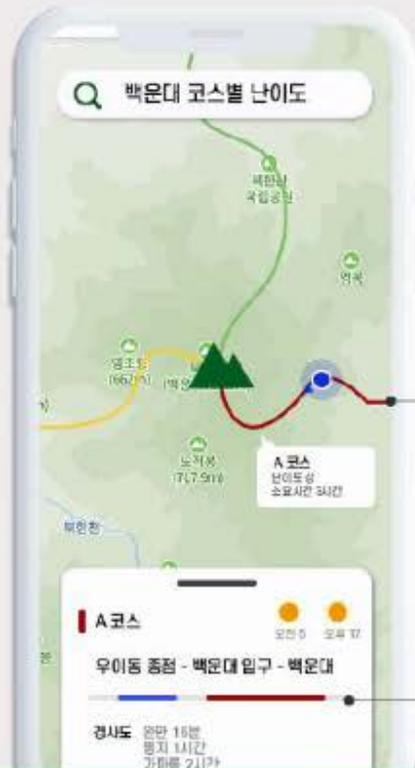 백운대 코스별 난이도
북한산
국립공원
영봉
염초봉
(662m)
(백운
노적봉
(717.9m)
A 코스
난이도 상
소요시간 3시간
북한천
A 코스
오전 5
오후 17
우이동 종점 - 백운대 입구 - 백운대
경사도 완만 15분
평지 1시간
가파름 2시간